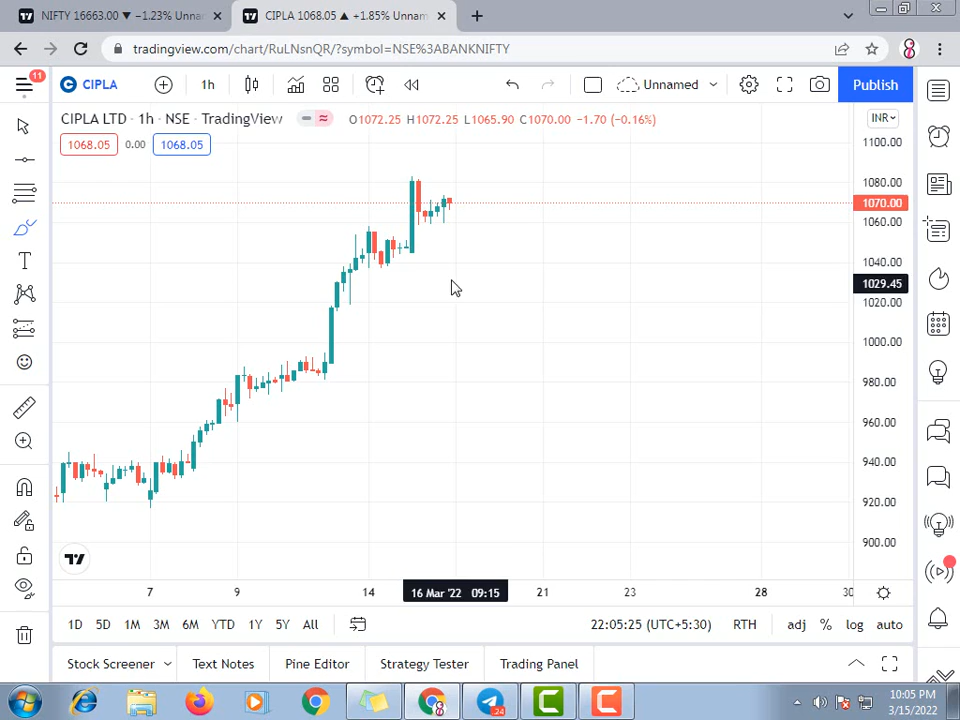 NIFTY 16663.00 ▼ −1.23% Unna
CIPLA 1068.05 ▲ +1.85% Unnam
tradingview.com/chart/RuLNsnQR/?symbol=NSE%3ABANKNIFTY
11
CIPLA
1h
Unnamed
Publish
CIPLA LTD · 1h · NSE · TradingView
O1072.25 H1072.25 L1065.90 C1070.00 −1.70 (−0.16%)
INR
1068.05 0.00 1068.05
1100.00
1080.00
1070.00
1060.00
1040.00
1029.45
1020.00
1000.00
980.00
960.00
940.00
920.00
900.00
7 9 14 16 Mar '22 09:15 21 23 28 30
1D 5D 1M 3M 6M YTD 1Y 5Y All
22:05:25 (UTC+5:30) RTH adj % log auto
Stock Screener Text Notes Pine Editor Strategy Tester Trading Panel
24
10:05 PM
3/15/2022